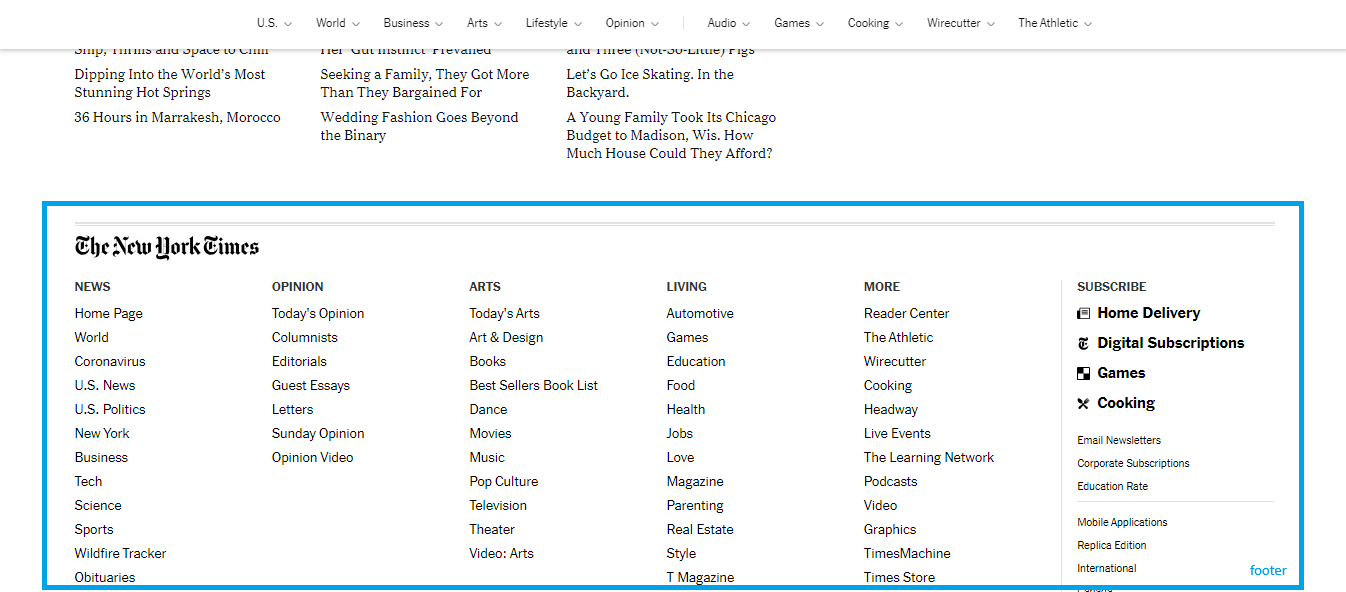 U.S.
World
Business
Arts
Lifestyle
Opinion
Audio
Games
Cooking
Wirecutter
The Athletic
Ship, Thrills and Space to Chill
Dipping Into the World's Most
Stunning Hot Springs
36 Hours in Marrakesh, Morocco
Her 'Gut Instinct' Prevailed
Seeking a Family, They Got More
Than They Bargained For
Wedding Fashion Goes Beyond
the Binary
and Three (Not-So-Little) Pigs
Let's Go Ice Skating. In the
Backyard.
A Young Family Took Its Chicago
Budget to Madison, Wis. How
Much House Could They Afford?
The New York Times
NEWS
Home Page
World
Coronavirus
U.S. News
U.S. Politics
New York
Business
Tech
Science
Sports
Wildfire Tracker
Obituaries
OPINION
Today's Opinion
Columnists
Editorials
Guest Essays
Letters
Sunday Opinion
Opinion Video
ARTS
Today's Arts
Art & Design
Books
Best Sellers Book List
Dance
Movies
Music
Pop Culture
Television
Theater
Video: Arts
LIVING
Automotive
Games
Education
Food
Health
Jobs
Love
Magazine
Parenting
Real Estate
Style
T Magazine
MORE
Reader Center
The Athletic
Wirecutter
Cooking
Headway
Live Events
The Learning Network
Podcasts
Video
Graphics
TimesMachine
Times Store
SUBSCRIBE
Home Delivery
Digital Subscriptions
Games
Cooking
Email Newsletters
Corporate Subscriptions
Education Rate
Mobile Applications
Replica Edition
International
footer